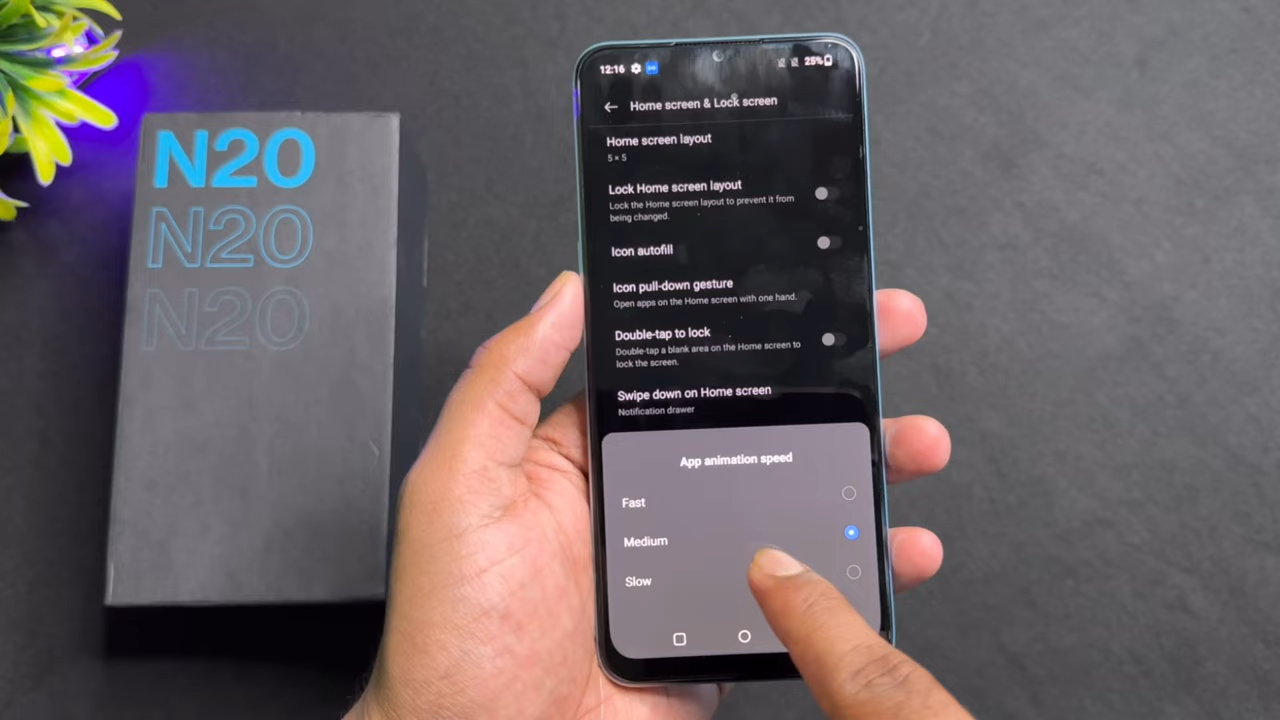 N20
N20
N20
12:16 25%
Home screen & Lock screen
Home screen layout
5 × 5
Lock Home screen layout
Lock the Home screen layout to prevent it from
being changed.
Icon autofill
Icon pull-down gesture
Open apps on the Home screen with one hand.
Double-tap to lock
Double-tap a blank area on the Home screen to
lock the screen.
Swipe down on Home screen
Notification drawer
App animation speed
Fast
Medium
Slow